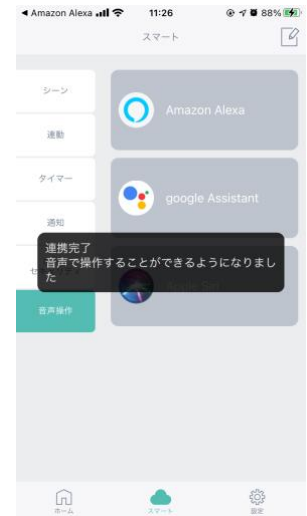 ◀ Amazon Alexa 11:26 88%
スマート
シーン
連動
タイマー
通知
音声操作
Amazon Alexa
google Assistant
連携完了
音声で操作することができるようになりまし
た
ホーム
スマート
設定